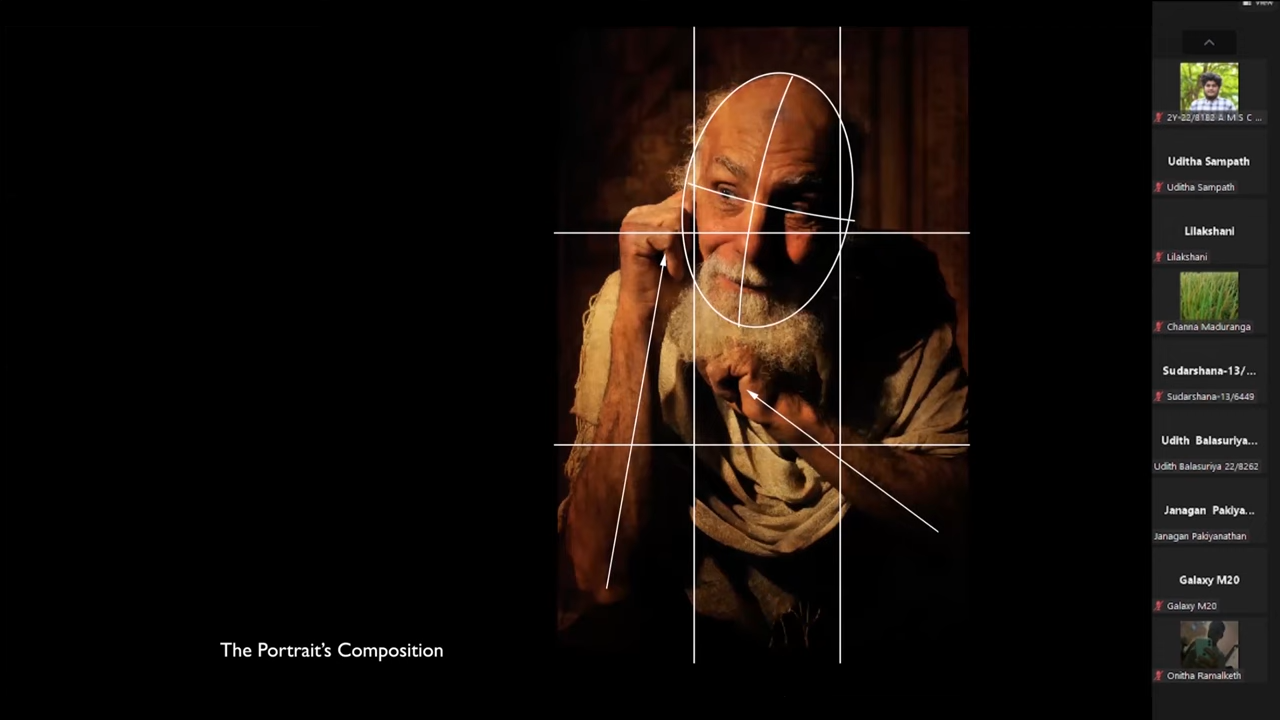 View
2Y-22/8182 A M S C ...
Uditha Sampath
Uditha Sampath
Lilakshani
Lilakshani
Channa Maduranga
Sudarshana-13/...
Sudarshana-13/6449
Udith Balasuriya...
Udith Balasuriya 22/8262
Janagan Pakiya...
Janagan Pakiyanathan
Galaxy M20
Galaxy M20
Onitha Ramalketh
The Portrait's Composition